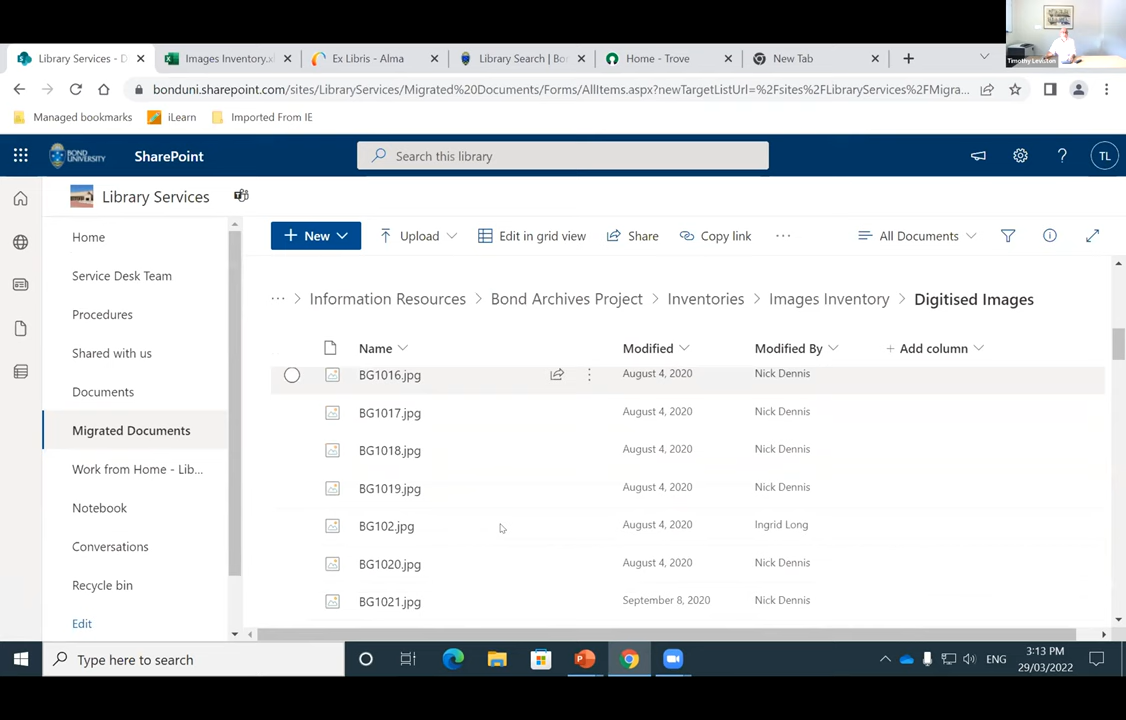 Timothy Leviston
Library Services - D
Images Inventory.x
Ex Libris - Alma
Library Search | Bon
Home - Trove
New Tab
bonduni.sharepoint.com/sites/LibraryServices/Migrated%20Documents/Forms/AllItems.aspx?newTargetListUrl=%2Fsites%2FLibraryServices%2FMigra...
Managed bookmarks
iLearn
Imported From IE
BOND UNIVERSITY
SharePoint
Search this library
TL
Library Services
+ New
Upload
Edit in grid view
Share
Copy link
...
All Documents
Home
Service Desk Team
Procedures
Shared with us
Documents
Migrated Documents
Work from Home - Lib...
Notebook
Conversations
Recycle bin
Edit
... > Information Resources > Bond Archives Project > Inventories > Images Inventory > Digitised Images
Name Modified Modified By + Add column
BG1016.jpg August 4, 2020 Nick Dennis
BG1017.jpg August 4, 2020 Nick Dennis
BG1018.jpg August 4, 2020 Nick Dennis
BG1019.jpg August 4, 2020 Nick Dennis
BG102.jpg August 4, 2020 Ingrid Long
BG1020.jpg August 4, 2020 Nick Dennis
BG1021.jpg September 8, 2020 Nick Dennis
Type here to search
ENG
3:13 PM
29/03/2022